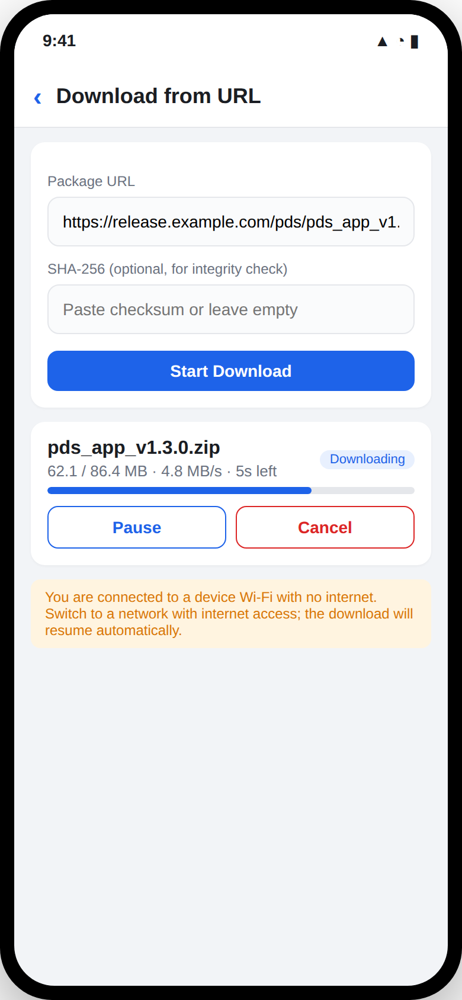 9:41
Download from URL
Package URL
https://release.example.com/pds/pds_app_v1.
SHA-256 (optional, for integrity check)
Paste checksum or leave empty
Start Download
pds_app_v1.3.0.zip
62.1 / 86.4 MB · 4.8 MB/s · 5s left
Downloading
Pause
Cancel
You are connected to a device Wi-Fi with no internet.
Switch to a network with internet access; the download will
resume automatically.